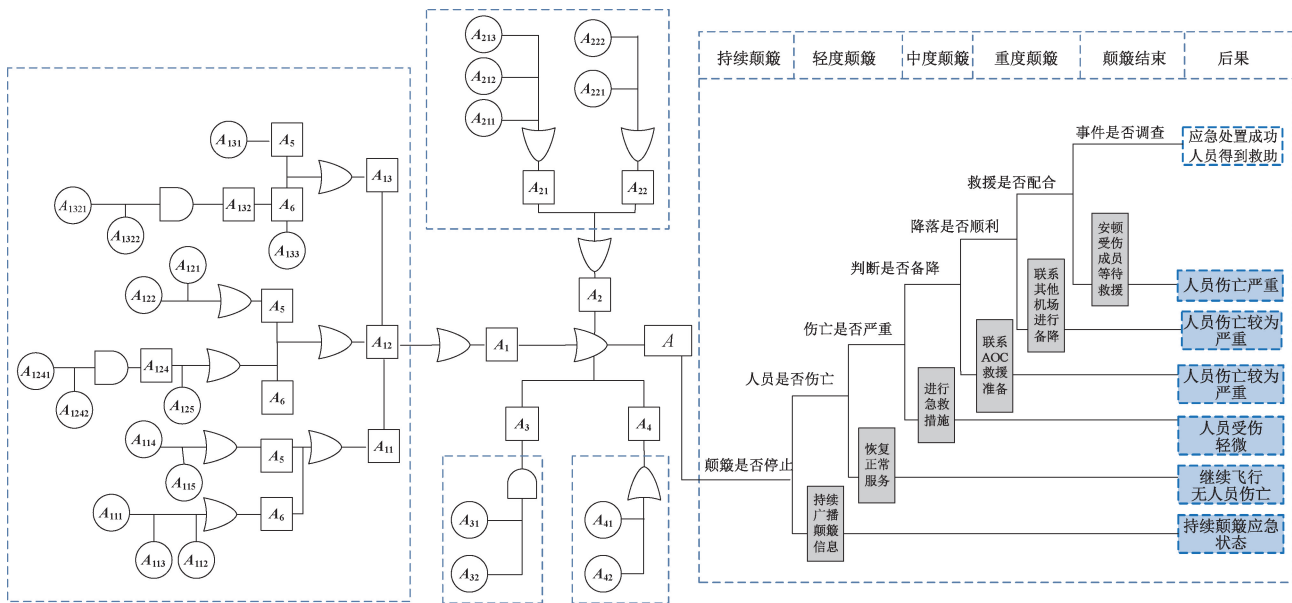 A131
A5
A13
A1321
A1322
A132
A6
A133
A121
A122
A5
A12
A1241
A1242
A124
A125
A6
A114
A115
A5
A11
A111
A113
A112
A6
A213
A212
A211
A222
A221
A21
A22
A2
A1
A
A3
A4
A31
A32
A41
A42
持续颠簸
轻度颠簸
中度颠簸
重度颠簸
颠簸结束
后果
颠簸是否停止
人员是否伤亡
伤亡是否严重
判断是否备降
降落是否顺利
救援是否配合
事件是否调查
持续
广播
颠簸
信息
恢复
正常
服务
进行
急救
措施
联系
AOC
救援
准备
联系
其他
机场
进行
备降
安顿
受伤
成员
等待
救援
应急处置成功
人员得到救助
人员伤亡严重
人员伤亡较为
严重
人员伤亡较为
严重
人员受伤
轻微
继续飞行
无人员伤亡
持续颠簸应急
状态